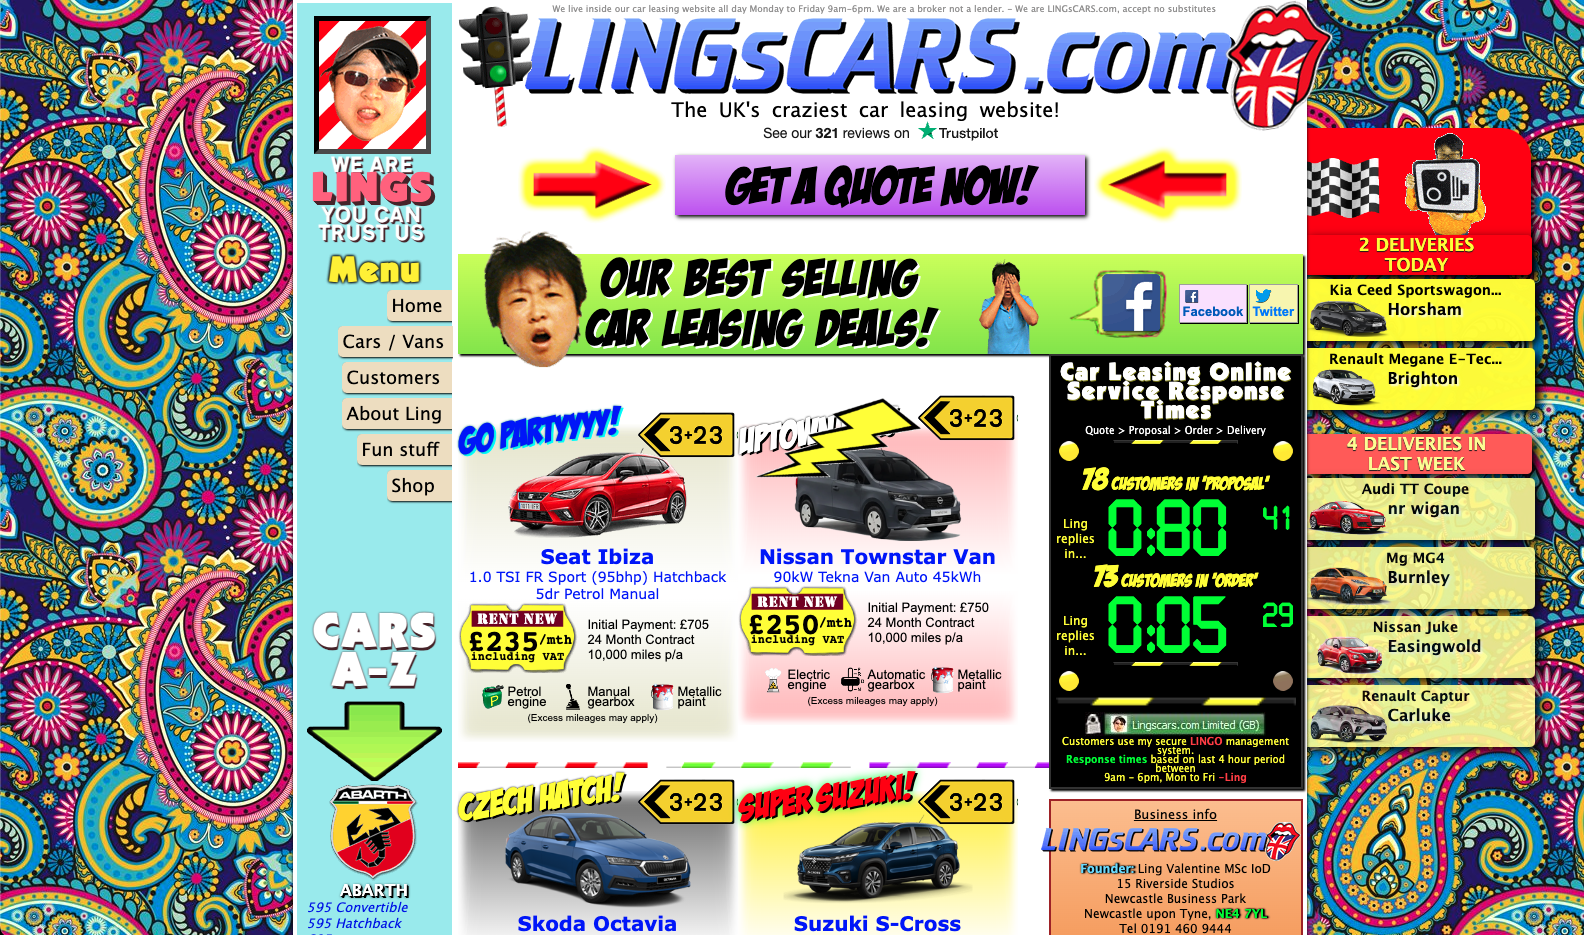 We live inside our car leasing website all day Monday to Friday 9am-6pm. We are a broker not a lender. - We are LINGsCARS.com, accept no substitutes
LINGsCARS.com
The UK's craziest car leasing website!
See our 321 reviews on Trustpilot
GET A QUOTE NOW!
WE ARE
LINGS
YOU CAN
TRUST US
Menu
Home
Cars / Vans
Customers
About Ling
Fun stuff
Shop
CARS
A-Z
ABARTH
ABARTH
595 Convertible
595 Hatchback
OUR BEST SELLING
CAR LEASING DEALS!
f
Facebook
Twitter
GO PARTYYYY!
3+23
Seat Ibiza
1.0 TSI FR Sport (95bhp) Hatchback
5dr Petrol Manual
RENT NEW
£235/mth
including VAT
Initial Payment: £705
24 Month Contract
10,000 miles p/a
Petrol engine
Manual gearbox
Metallic paint
(Excess mileages may apply)
3+23
Nissan Townstar Van
90kW Tekna Van Auto 45kWh
RENT NEW
£250/mth
including VAT
Initial Payment: £750
24 Month Contract
10,000 miles p/a
Electric engine
Automatic gearbox
Metallic paint
(Excess mileages may apply)
CZECH HATCH!
3+23
Skoda Octavia
SUPER SUZUKI!
3+23
Suzuki S-Cross
Car Leasing Online
Service Response
Times
Quote > Proposal > Order > Delivery
78 CUSTOMERS IN 'PROPOSAL'
Ling
replies
in...
0:80
41
73 CUSTOMERS IN 'ORDER'
Ling
replies
in...
0:05
29
Lingscars.com Limited (GB)
Customers use my secure LINGO management
system.
Response times based on last 4 hour period
between
9am - 6pm, Mon to Fri -Ling
Business info
LINGsCARS.com
Founder: Ling Valentine MSc IoD
15 Riverside Studios
Newcastle Business Park
Newcastle upon Tyne, NE4 7YL
Tel 0191 460 9444
2 DELIVERIES
TODAY
Kia Ceed Sportswagon...
Horsham
Renault Megane E-Tec...
Brighton
4 DELIVERIES IN
LAST WEEK
Audi TT Coupe
nr wigan
Mg MG4
Burnley
Nissan Juke
Easingwold
Renault Captur
Carluke